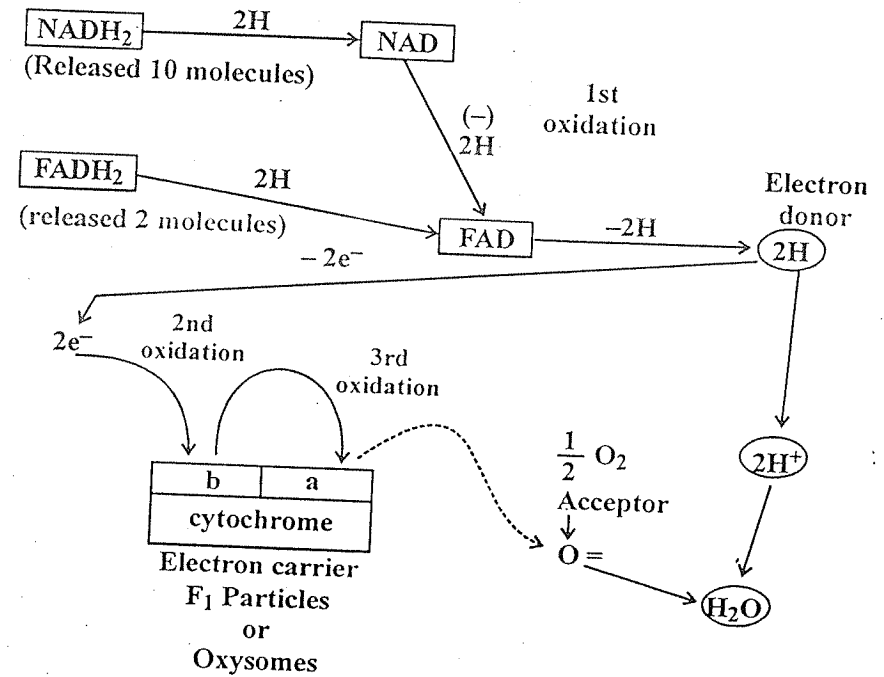 NADH₂
2H
NAD
(Released 10 molecules)
(–)
2H
1st
oxidation
FADH₂
2H
(released 2 molecules)
FAD
–2H
Electron
donor
2H
– 2e⁻
2e⁻
2nd
oxidation
3rd
oxidation
b
a
cytochrome
Electron carrier
F₁ Particles
or
Oxysomes
1/2 O₂
Acceptor
O =
2H⁺
H₂O